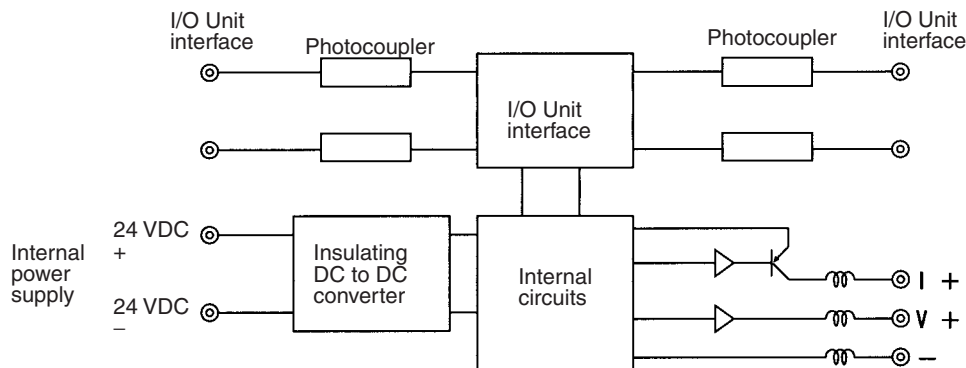 I/O Unit
interface
Photocoupler
Photocoupler
I/O Unit
interface
I/O Unit
interface
Internal
power
supply
24 VDC
+
24 VDC
–
Insulating
DC to DC
converter
Internal
circuits
I +
V +
–